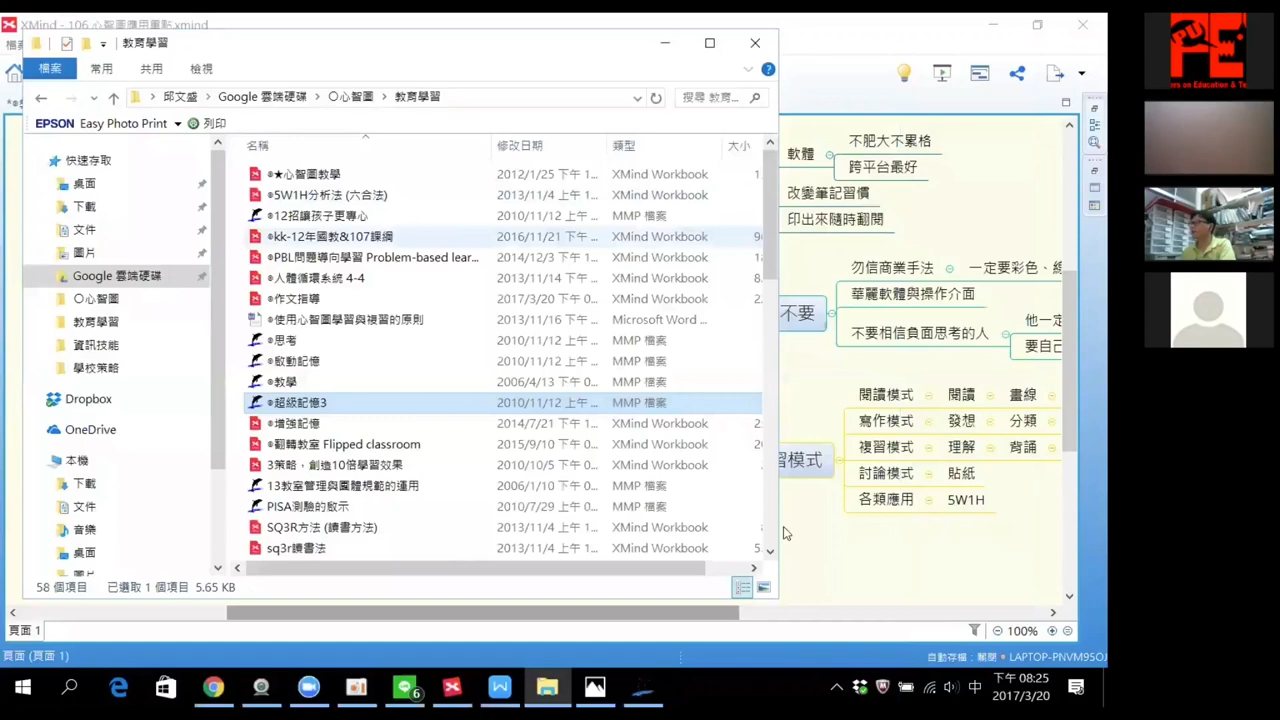 XMind - 106 心智圖應用重點.xmind
教育學習
檔案
常用
共用
檢視
邱文盛
Google 雲端硬碟
〇心智圖
教育學習
搜尋 教育...
EPSON Easy Photo Print
列印
名稱
修改日期
類型
大小
快速存取
桌面
下載
文件
圖片
Google 雲端硬碟
〇心智圖
教育學習
資訊技能
學校策略
Dropbox
OneDrive
本機
下載
文件
音樂
桌面
⊙★心智圖教學 2012/1/25 下午 1... XMind Workbook 1
⊙5W1H分析法 (六合法) 2013/11/4 下午 1... XMind Workbook
⊙12招讓孩子更專心 2010/11/12 上午 ... MMP 檔案
⊙kk-12年國教&107課綱 2016/11/21 下午 ... XMind Workbook 9
⊙PBL問題導向學習 Problem-based lear... 2014/12/3 下午 1... XMind Workbook 1
⊙人體循環系統 4-4 2013/11/14 下午 ... XMind Workbook 8.
⊙作文指導 2017/3/20 下午 0... XMind Workbook 2.
⊙使用心智圖學習與複習的原則 2013/11/16 下午 ... Microsoft Word ...
⊙思考 2010/11/12 上午 ... MMP 檔案
⊙啟動記憶 2010/11/12 上午 ... MMP 檔案
⊙教學 2006/4/13 下午 0... MMP 檔案
⊙超級記憶3 2010/11/12 上午 ... MMP 檔案
⊙增強記憶 2014/7/21 下午 0... XMind Workbook 2
⊙翻轉教室 Flipped classroom 2015/9/10 下午 0... XMind Workbook 2
3策略，創造10倍學習效果 2010/10/5 下午 0... XMind Workbook
13教室管理與團體規範的運用 2006/1/9 下午 0... MMP 檔案
PISA測驗的啟示 2010/7/29 下午 0... MMP 檔案
SQ3R方法 (讀書方法) 2013/11/4 下午 1... XMind Workbook
sq3r讀書法 2013/11/4 上午 1... XMind Workbook 5.
58 個項目 已選取 1 個項目 5.65 KB
軟體
不肥大不累格
跨平台最好
改變筆記習慣
印出來隨時翻閱
不要
勿信商業手法
一定要彩色、
華麗軟體與操作介面
不要相信負面思考的人
他一定
要自己
習模式
閱讀模式 閱讀 畫線
寫作模式 發想 分類
複習模式 理解 背誦
討論模式 貼紙
各類應用 5W1H
頁面 1
100%
頁面 (頁面 1)
自動存檔：關閉
LAPTOP-PNVM95OJ
6
中
下午 08:25
2017/3/20
PU
ers on Education & Te